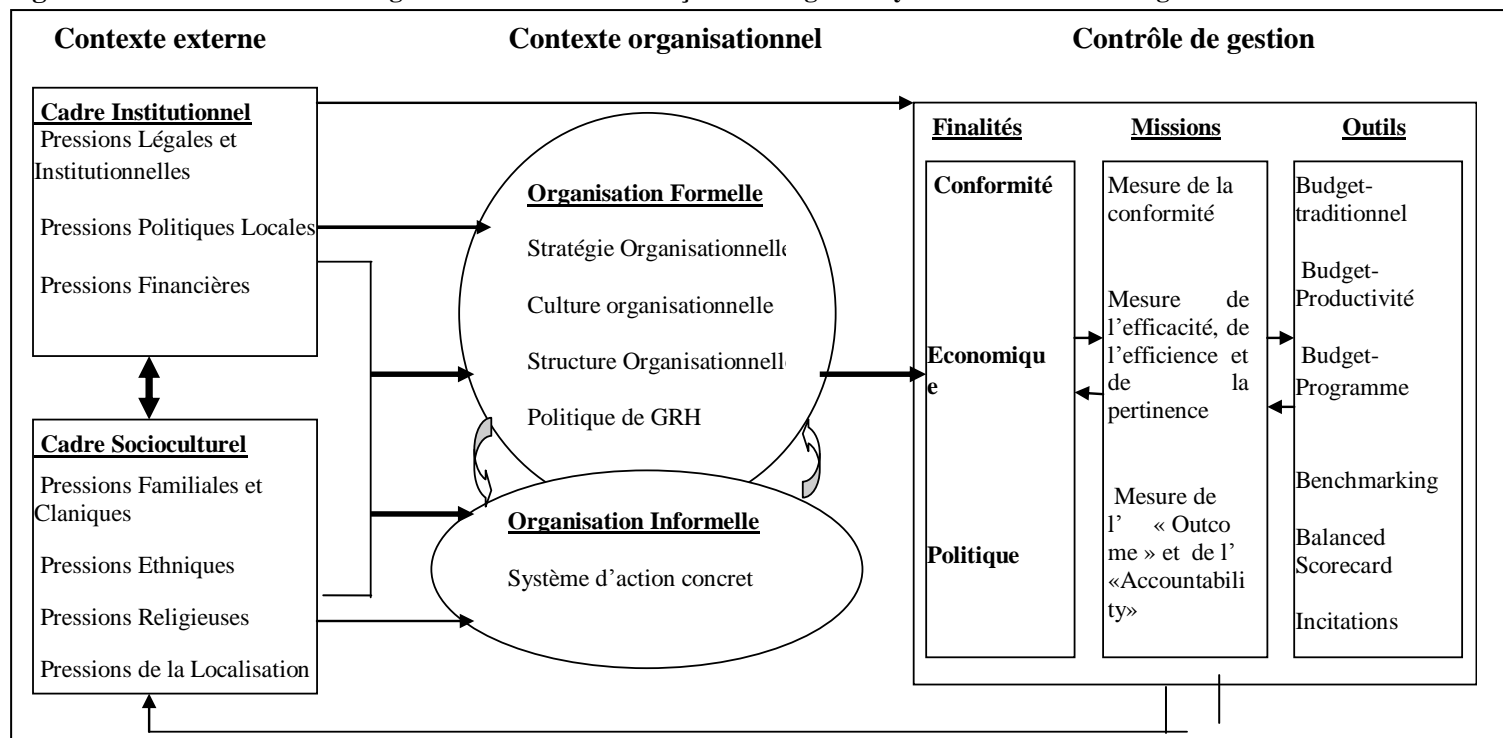 Contexte externe
Contexte organisationnel
Contrôle de gestion
Cadre Institutionnel
Pressions Légales et
Institutionnelles
Pressions Politiques Locales
Pressions Financières
Cadre Socioculturel
Pressions Familiales et
Claniques
Pressions Ethniques
Pressions Religieuses
Pressions de la Localisation
Organisation Formelle
Stratégie Organisationnelle
Culture organisationnelle
Structure Organisationnell
Politique de GRH
Organisation Informelle
Système d'action concret
Finalités
Conformité
Economiqu
e
Politique
Missions
Mesure de la
conformité
Mesure de
l'efficacité, de
l'efficience et
de la
pertinence
Mesure de
l' « Outco
me » et de l'
«Accountabili
ty»
Outils
Budget-
traditionnel
Budget-
Productivité
Budget-
Programme
Benchmarking
Balanced
Scorecard
Incitations